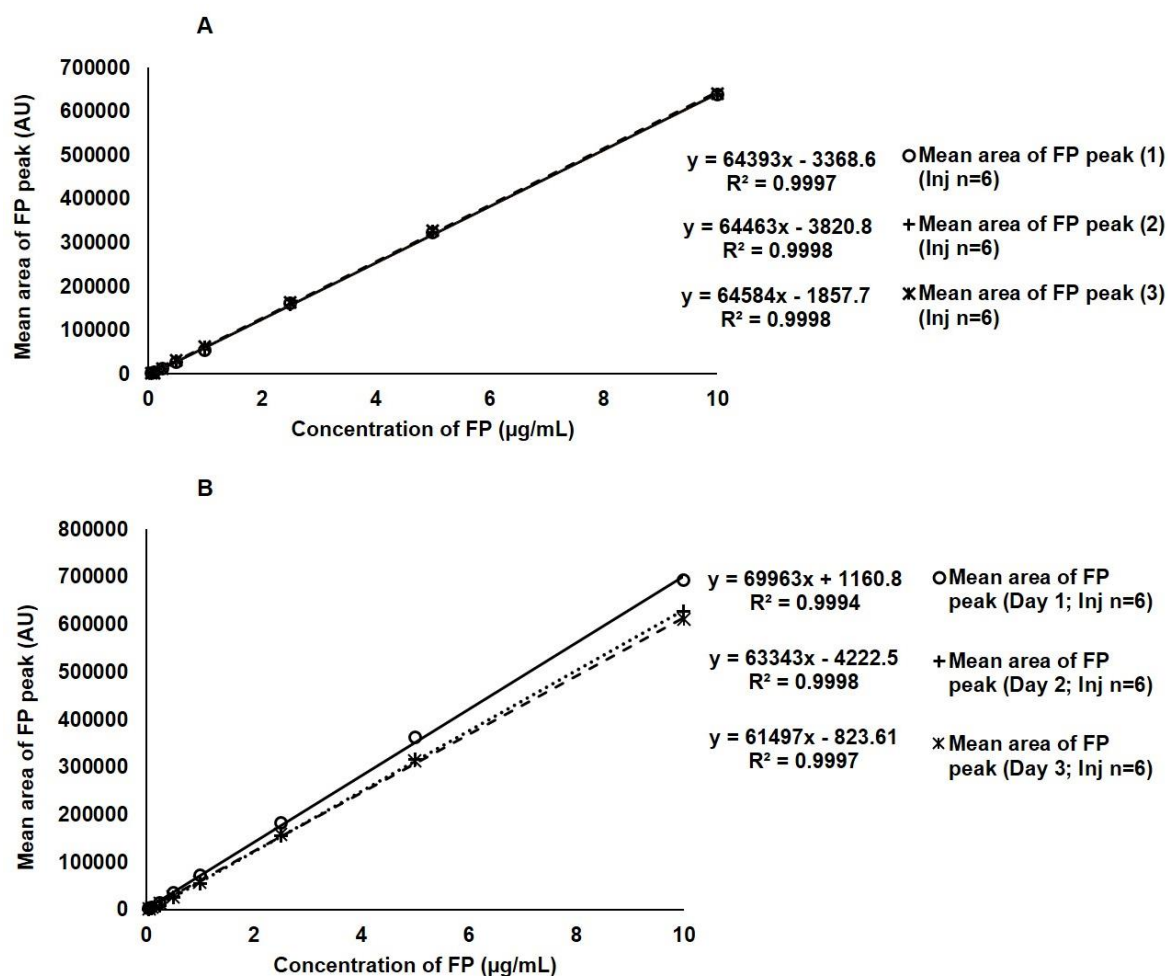 A
Mean area of FP peak (AU)
700000
600000
500000
400000
300000
200000
100000
0
0
2
4
6
8
10
Concentration of FP (µg/mL)
y = 64393x - 3368.6
R² = 0.9997
y = 64463x - 3820.8
R² = 0.9998
y = 64584x - 1857.7
R² = 0.9998
Mean area of FP peak (1)
(Inj n=6)
Mean area of FP peak (2)
(Inj n=6)
Mean area of FP peak (3)
(Inj n=6)
B
Mean area of FP peak (AU)
800000
700000
600000
500000
400000
300000
200000
100000
0
0
2
4
6
8
10
Concentration of FP (µg/mL)
y = 69963x + 1160.8
R² = 0.9994
y = 63343x - 4222.5
R² = 0.9998
y = 61497x - 823.61
R² = 0.9997
Mean area of FP
peak (Day 1; Inj n=6)
Mean area of FP
peak (Day 2; Inj n=6)
Mean area of FP
peak (Day 3; Inj n=6)